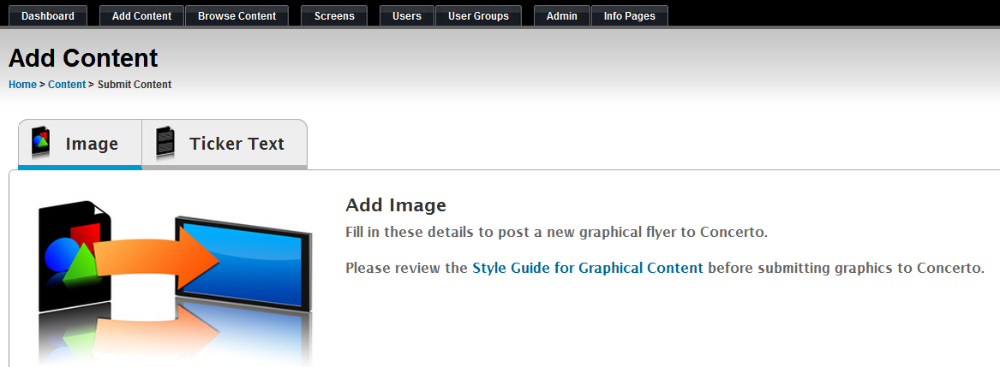 Dashboard Add Content Browse Content Screens Users User Groups Admin Info Pages
Add Content
Home > Content > Submit Content
Image Ticker Text
Add Image
Fill in these details to post a new graphical flyer to Concerto.
Please review the Style Guide for Graphical Content before submitting graphics to Concerto.